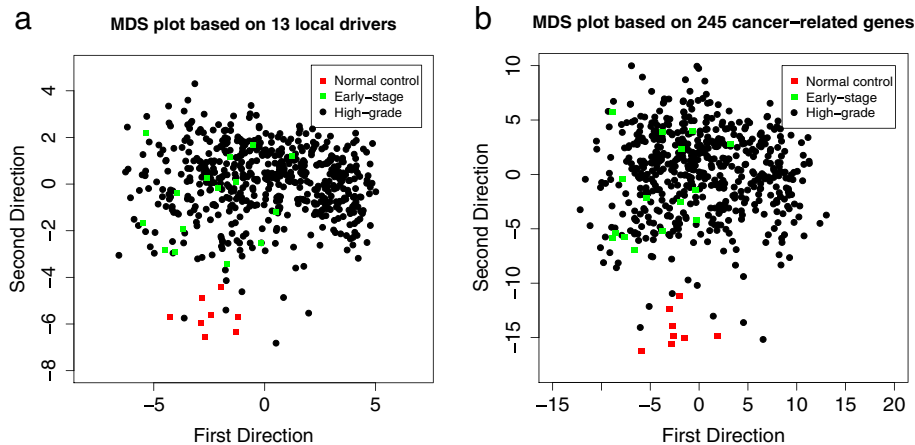 a
MDS plot based on 13 local drivers
Normal control
Early−stage
High−grade
4
2
0
−2
−4
−6
−8
Second Direction
−5
0
5
First Direction
b
MDS plot based on 245 cancer−related genes
Normal control
Early−stage
High−grade
10
5
0
−5
−10
−15
Second Direction
−15
−10
−5
0
5
10
15
20
First Direction